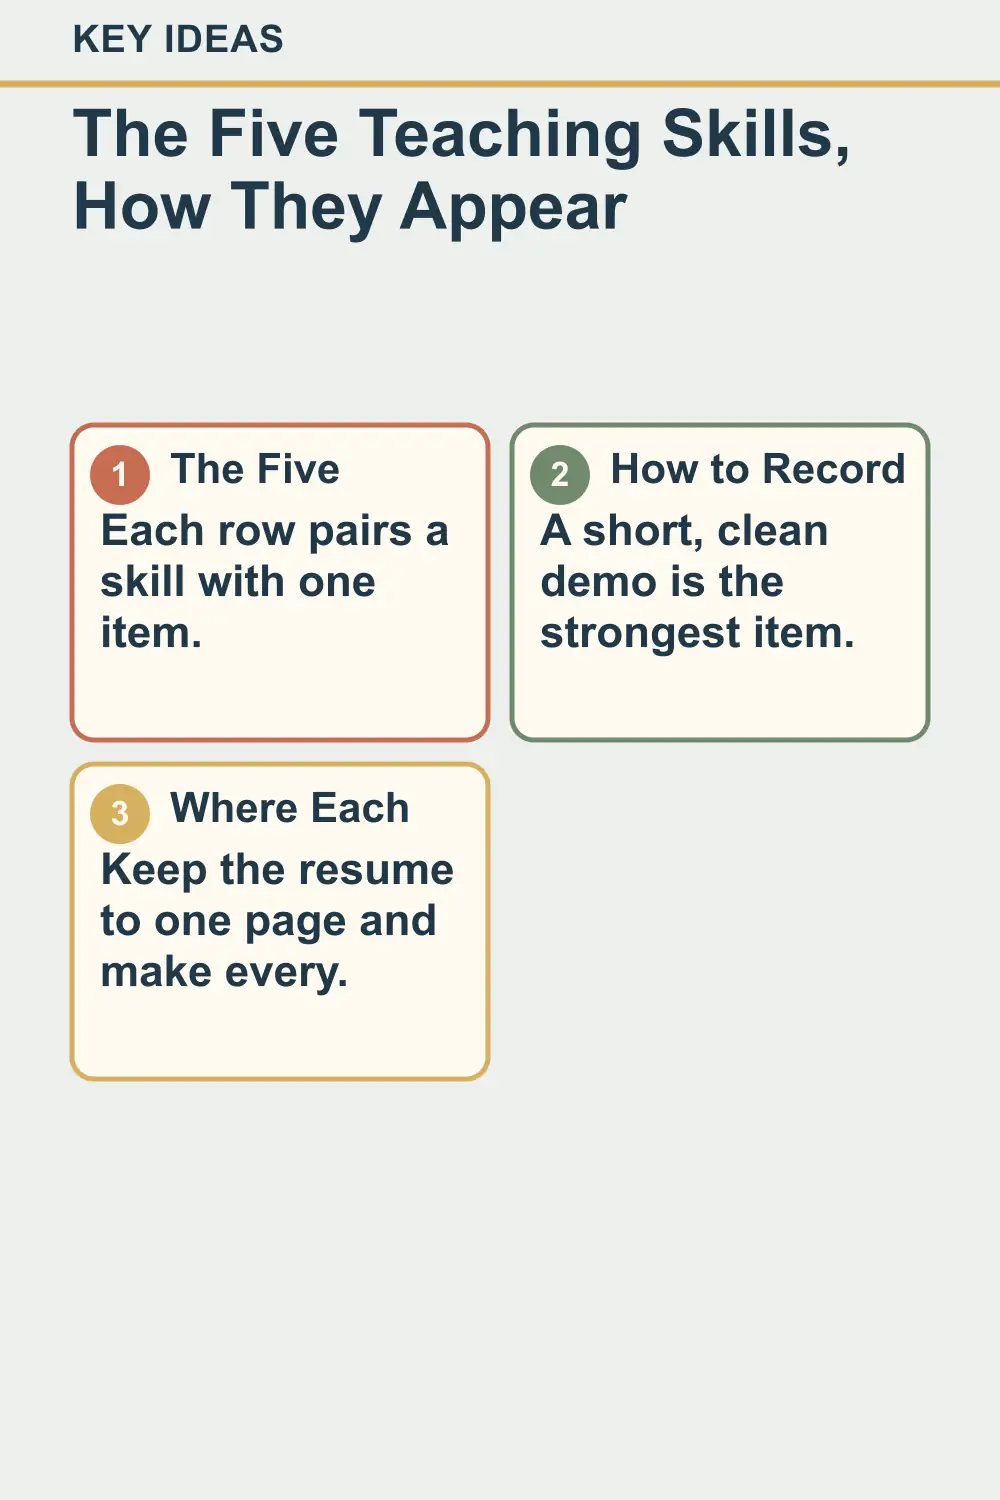 KEY IDEAS
The Five Teaching Skills,
How They Appear
1
The Five
Each row pairs a
skill with one
item.
2
How to Record
A short, clean
demo is the
strongest item.
3
Where Each
Keep the resume
to one page and
make every.